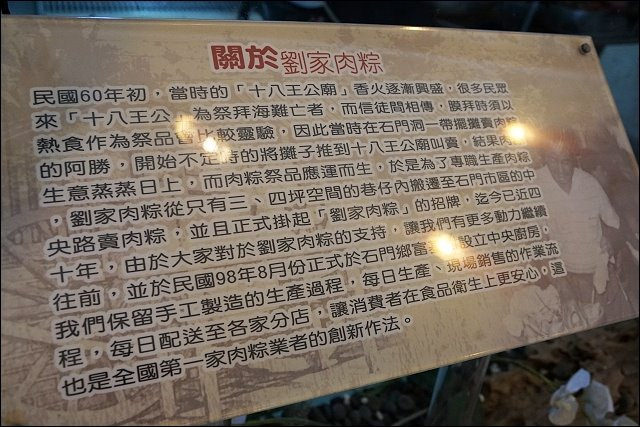 關於劉家肉粽
民國60年初，當時的「十八王公廟」香火逐漸興盛，很多民眾
來「十八王公」為祭拜海難亡者，而信徒間相傳，膜拜時須以
熱食作為祭品會比較靈驗，因此當時在石門洞一帶擺攤賣肉粽
的阿勝，開始不定時的將攤子推到十八王公廟叫賣，結果肉粽
生意蒸蒸日上，而肉粽祭品應運而生，於是為了專職生產肉粽
，劉家肉粽從只有三、四坪空間的巷仔內搬遷至石門市區的中
央路賣肉粽，並且正式掛起「劉家肉粽」的招牌，迄今已近四
十年，由於大家對於劉家肉粽的支持，讓我們有更多動力繼續
往前，並於民國98年8月份正式於石門鄉富 設立中央廚房，
我們保留手工製造的生產過程，每日生產、現場銷售的作業流
程，每日配送至各家分店，讓消費者在食品衛生上更安心，這
也是全國第一家肉粽業者的創新作法。